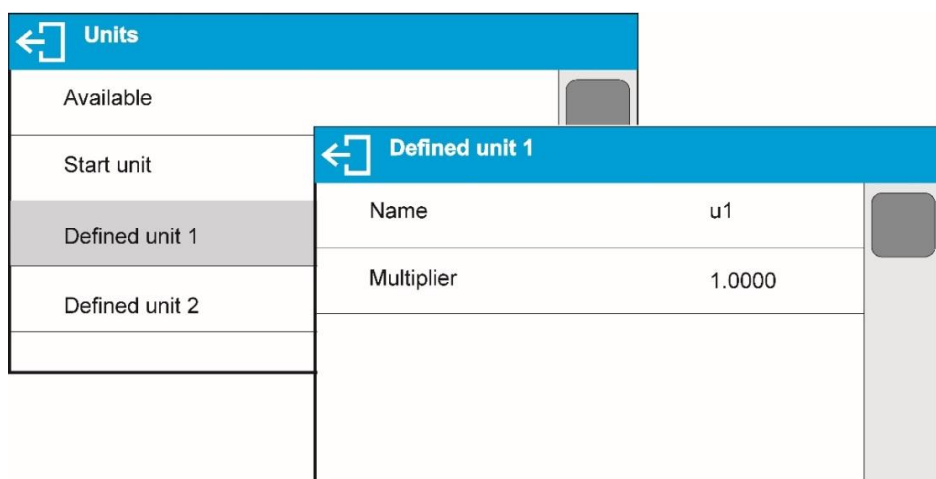 Units
Available
Start unit
Defined unit 1
Defined unit 2
Defined unit 1
Name u1
Multiplier 1.0000